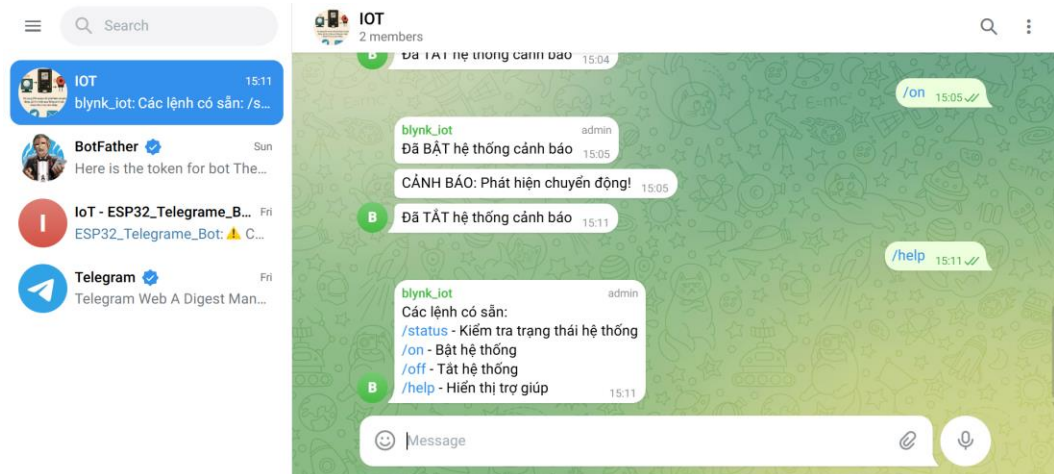 Search
IOT
15:11
blynk_iot: Các lệnh có sẵn: /s...
BotFather
Sun
Here is the token for bot The...
I
IoT - ESP32_Telegrame_B...
Fri
ESP32_Telegrame_Bot: ⚠️ C...
Telegram
Fri
Telegram Web A Digest Man...
IOT
2 members
B
Đã TẮT hệ thống cảnh báo 15:04
/on 15:05
blynk_iot admin
Đã BẬT hệ thống cảnh báo 15:05
CẢNH BÁO: Phát hiện chuyển động! 15:05
B
Đã TẮT hệ thống cảnh báo 15:11
/help 15:11
blynk_iot admin
Các lệnh có sẵn:
/status - Kiểm tra trạng thái hệ thống
/on - Bật hệ thống
/off - Tắt hệ thống
/help - Hiển thị trợ giúp 15:11
B
Message